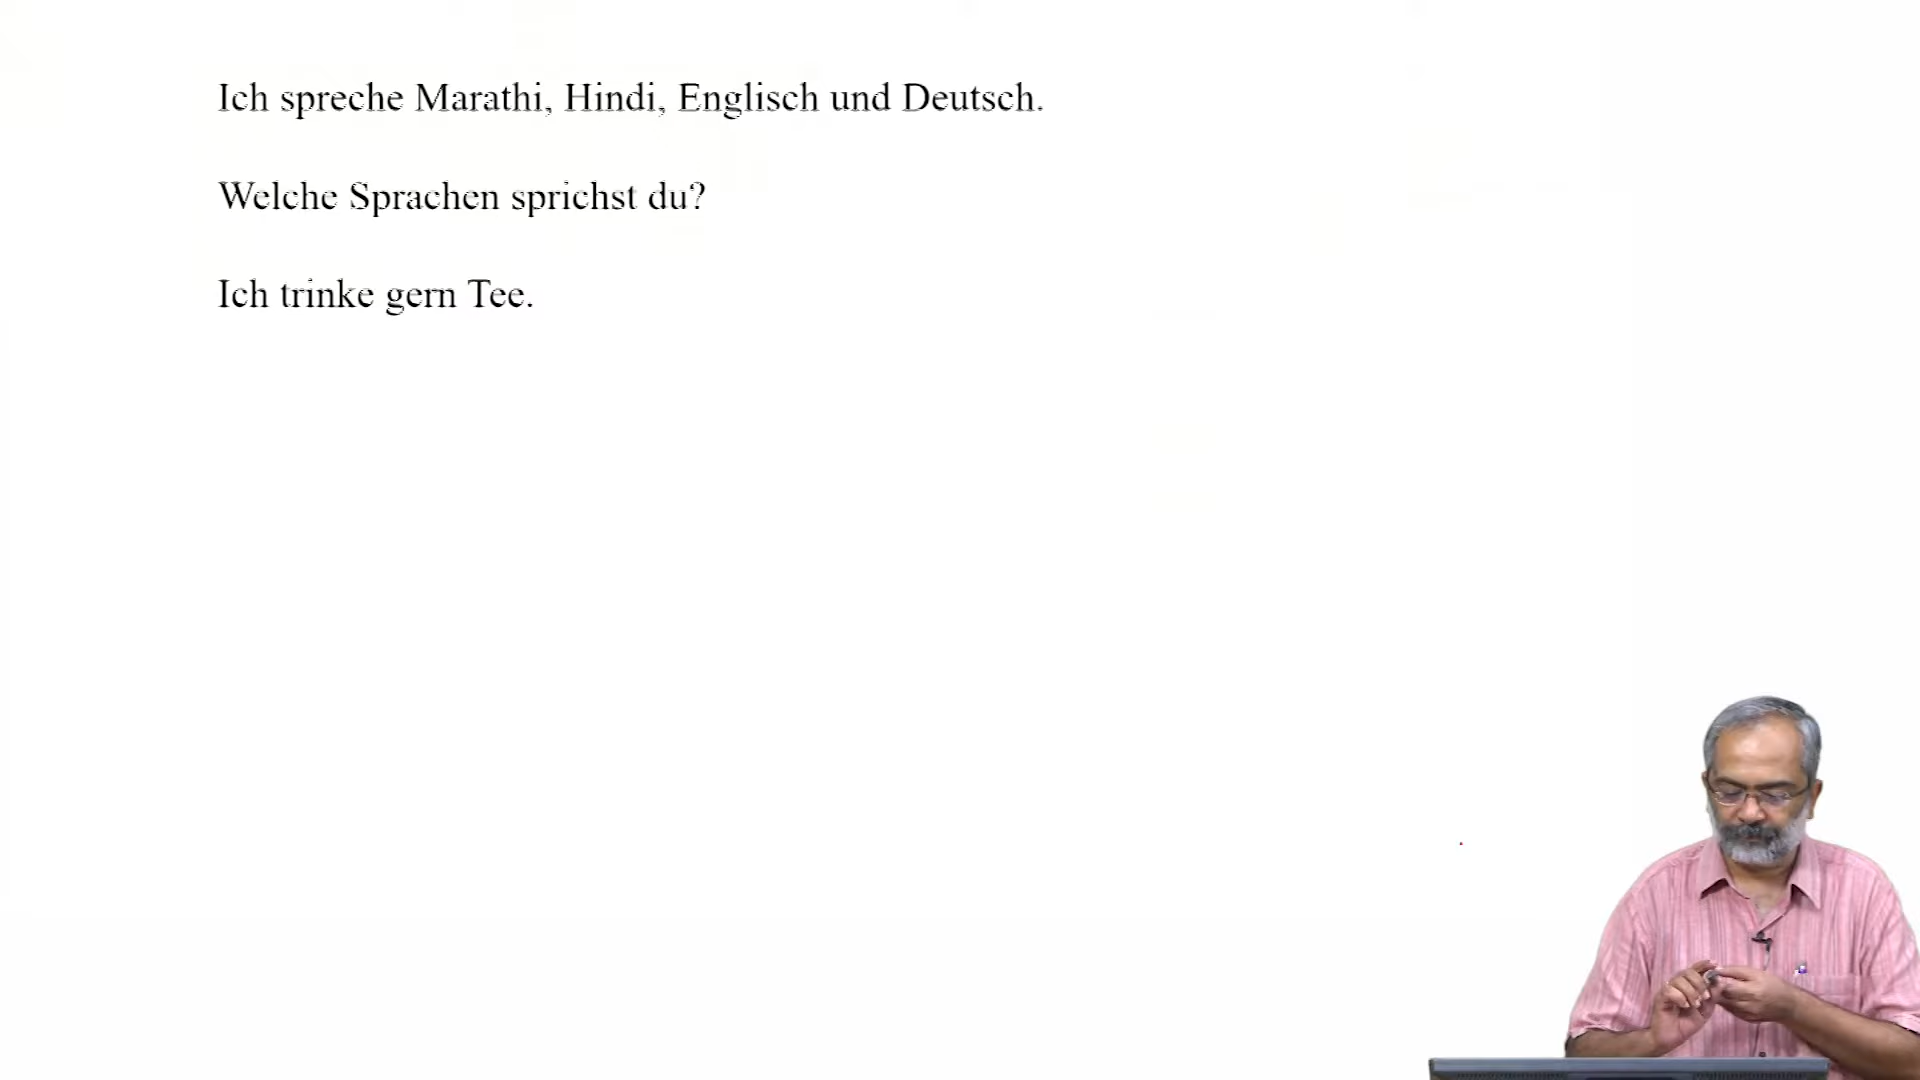 Ich spreche Marathi, Hindi, Englisch und Deutsch.
Welche Sprachen sprichst du?
Ich trinke gern Tee.